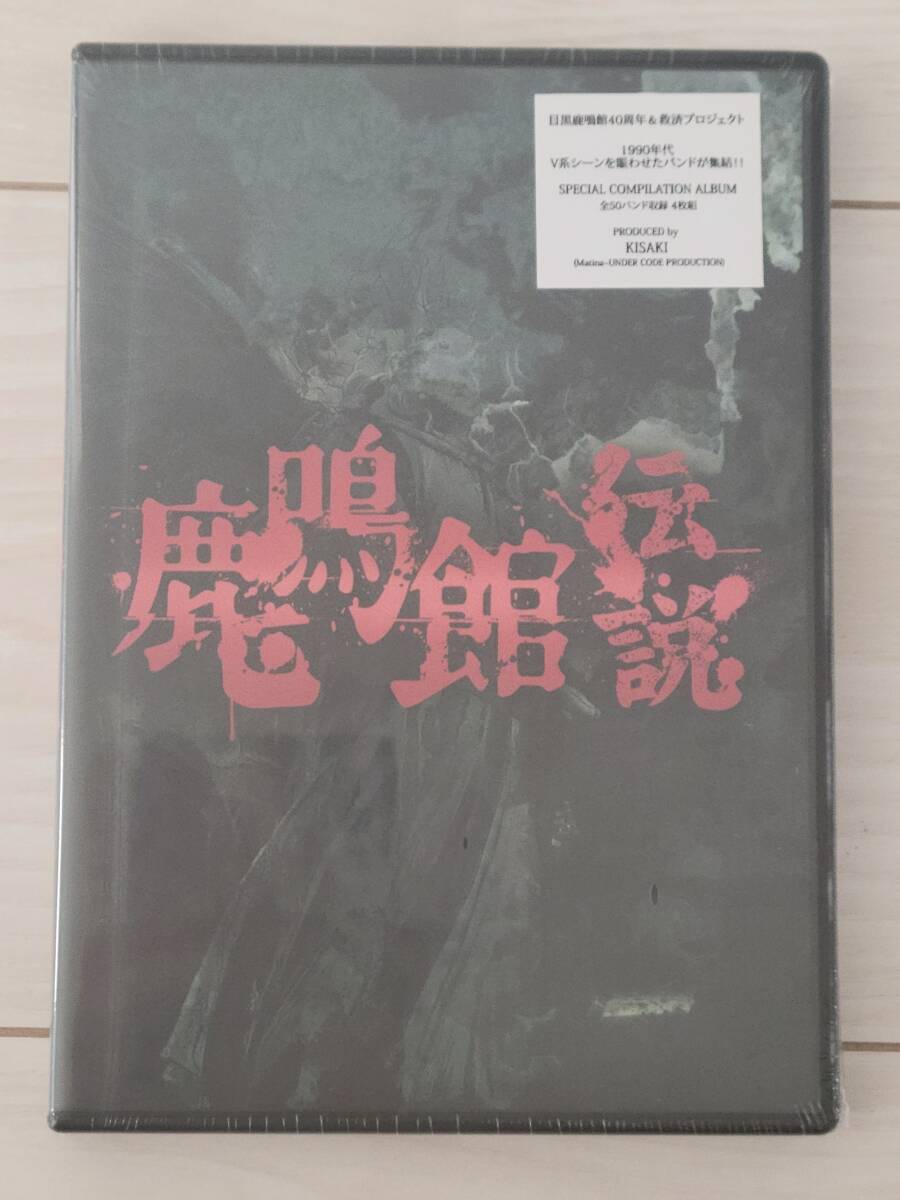 目黒鹿鳴館40周年&救済プロジェクト
1990年代
V系シーンを賑わせたバンドが集結!!
SPECIAL COMPILATION ALBUM
全50バンド収録 4枚組
PRODUCED by
KISAKI
(Matina~UNDER CODE PRODUCTION)
鹿鳴館伝説